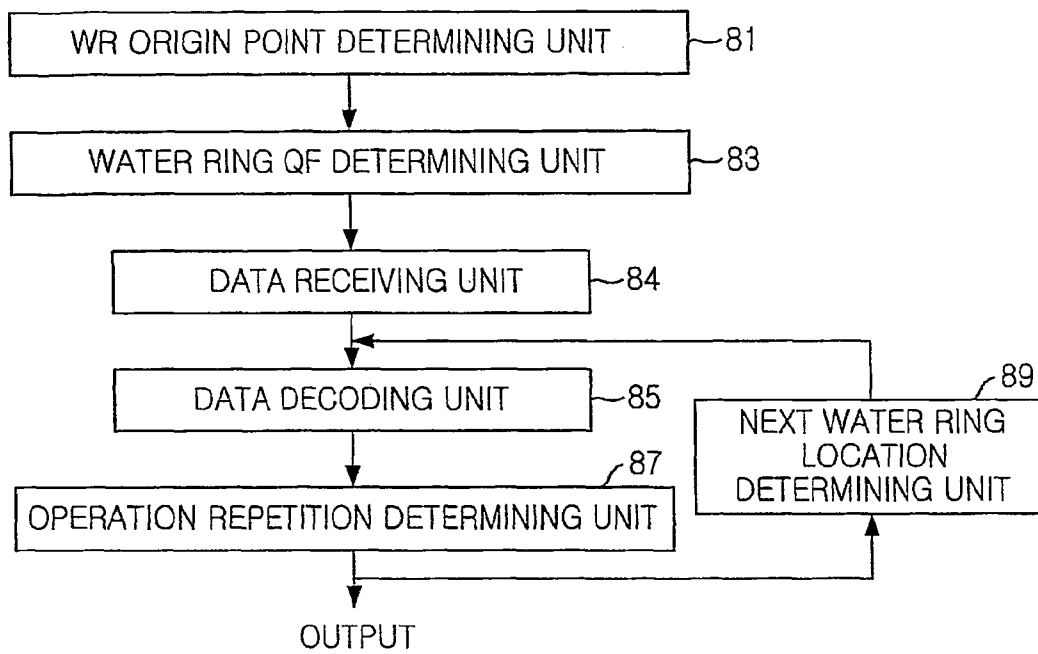 WR ORIGIN POINT DETERMINING UNIT
81
WATER RING QF DETERMINING UNIT
83
DATA RECEIVING UNIT
84
DATA DECODING UNIT
85
89
NEXT WATER RING
LOCATION
DETERMINING UNIT
87
OPERATION REPETITION DETERMINING UNIT
OUTPUT